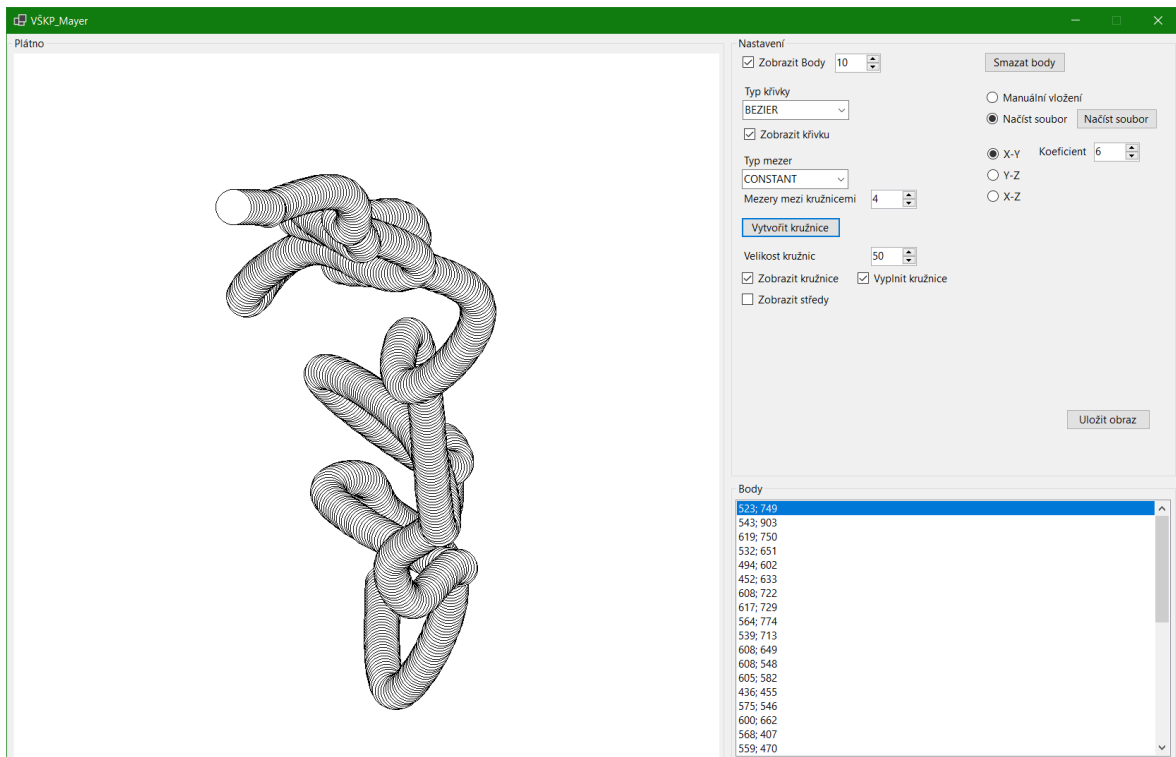 VŠKP_Mayer
Plátno
Nastavení
Zobrazit Body 10
Smazat body
Typ křivky
BEZIER
Manuální vložení
Načíst soubor Načíst soubor
Zobrazit křivku
X-Y Koeficient 6
Typ mezer
Y-Z
CONSTANT
X-Z
Mezery mezi kružnicemi 4
Vytvořit kružnice
Velikost kružnic 50
Zobrazit kružnice Vyplnit kružnice
Zobrazit středy
Uložit obraz
Body
523; 749
543; 903
619; 750
532; 651
494; 602
452; 633
608; 722
617; 729
564; 774
539; 713
608; 649
608; 548
605; 582
436; 455
575; 546
600; 662
568; 407
559; 470